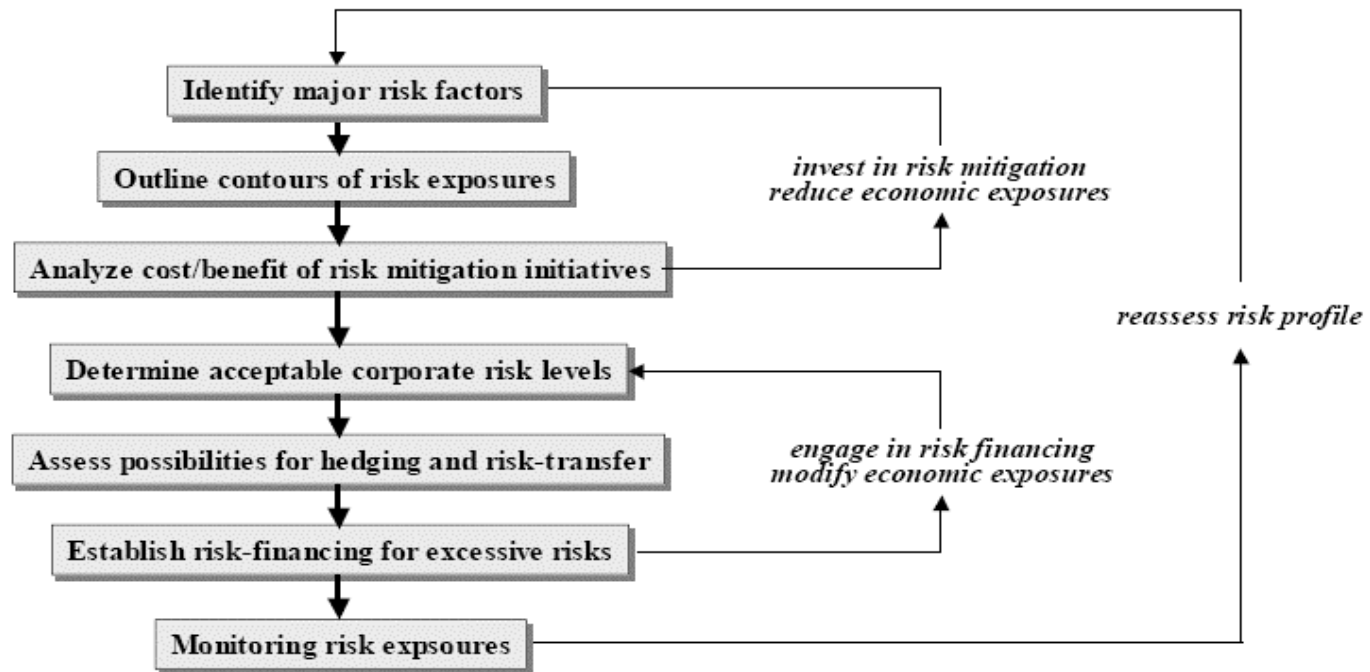 Identify major risk factors
Outline contours of risk exposures
invest in risk mitigation
reduce economic exposures
Analyze cost/benefit of risk mitigation initiatives
reassess risk profile
Determine acceptable corporate risk levels
engage in risk financing
modify economic exposures
Assess possibilities for hedging and risk-transfer
Establish risk-financing for excessive risks
Monitoring risk expsoures